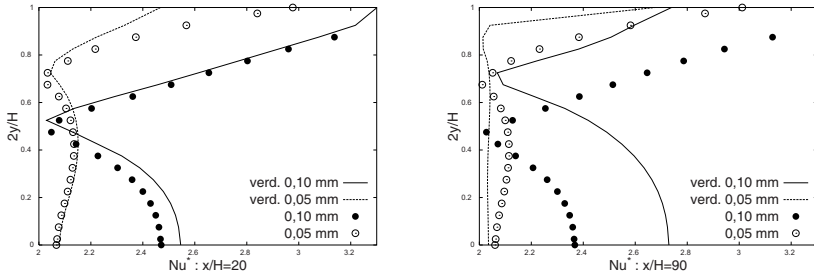 1
0.8
0.6
0.4
0.2
0
2y/H
verd. 0,10 mm
verd. 0,05 mm
0,10 mm
0,05 mm
2 2.2 2.4 2.6 2.8 3 3.2
Nu* : x/H=20
1
0.8
0.6
0.4
0.2
0
2y/H
verd. 0,10 mm
verd. 0,05 mm
0,10 mm
0,05 mm
2 2.2 2.4 2.6 2.8 3 3.2
Nu* : x/H=90